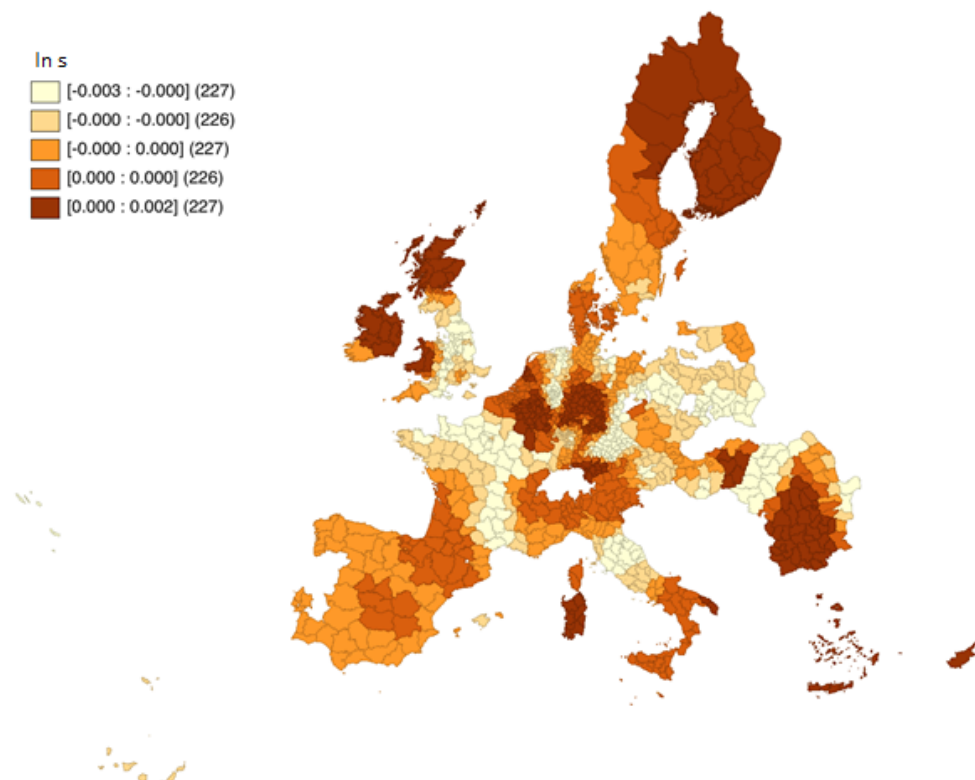 ln s
[-0.003 : -0.000] (227)
[-0.000 : -0.000] (226)
[-0.000 : 0.000] (227)
[0.000 : 0.000] (226)
[0.000 : 0.002] (227)